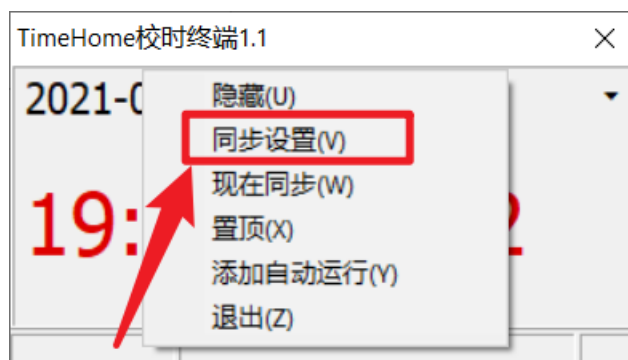 TimeHome校时终端1.1
2021-0
隐藏(U)
同步设置(V)
现在同步(W)
19:
2
置顶(X)
添加自动运行(Y)
退出(Z)